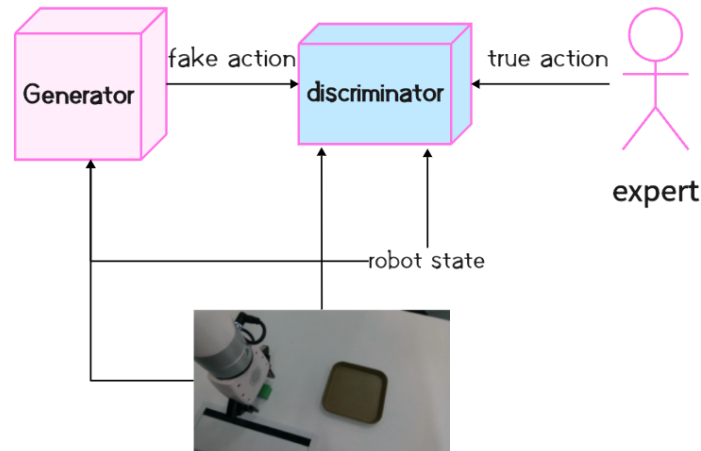 fake action
true action
Generator
discriminator
expert
robot state